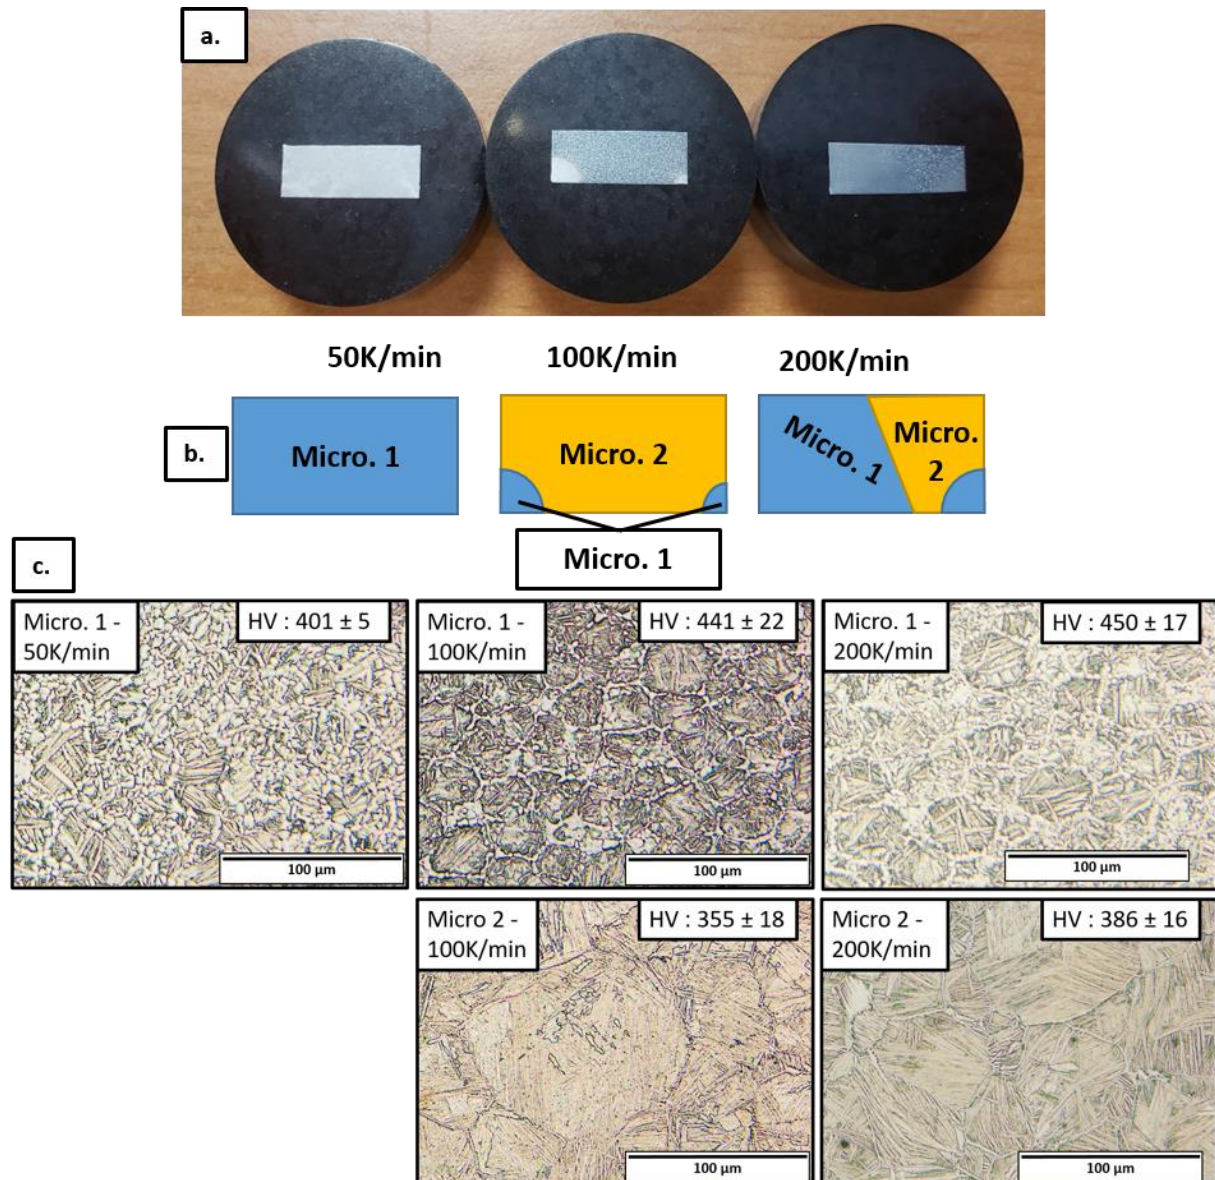 a.
50K/min
100K/min
200K/min
b.
Micro. 1
Micro. 2
Micro. 1
Micro.
2
Micro. 1
c.
Micro. 1 -
50K/min
HV : 401 ± 5
100 µm
Micro. 1 -
100K/min
HV : 441 ± 22
100 µm
Micro. 1 -
200K/min
HV : 450 ± 17
100 µm
Micro 2 -
100K/min
HV : 355 ± 18
100 µm
Micro 2 -
200K/min
HV : 386 ± 16
100 µm